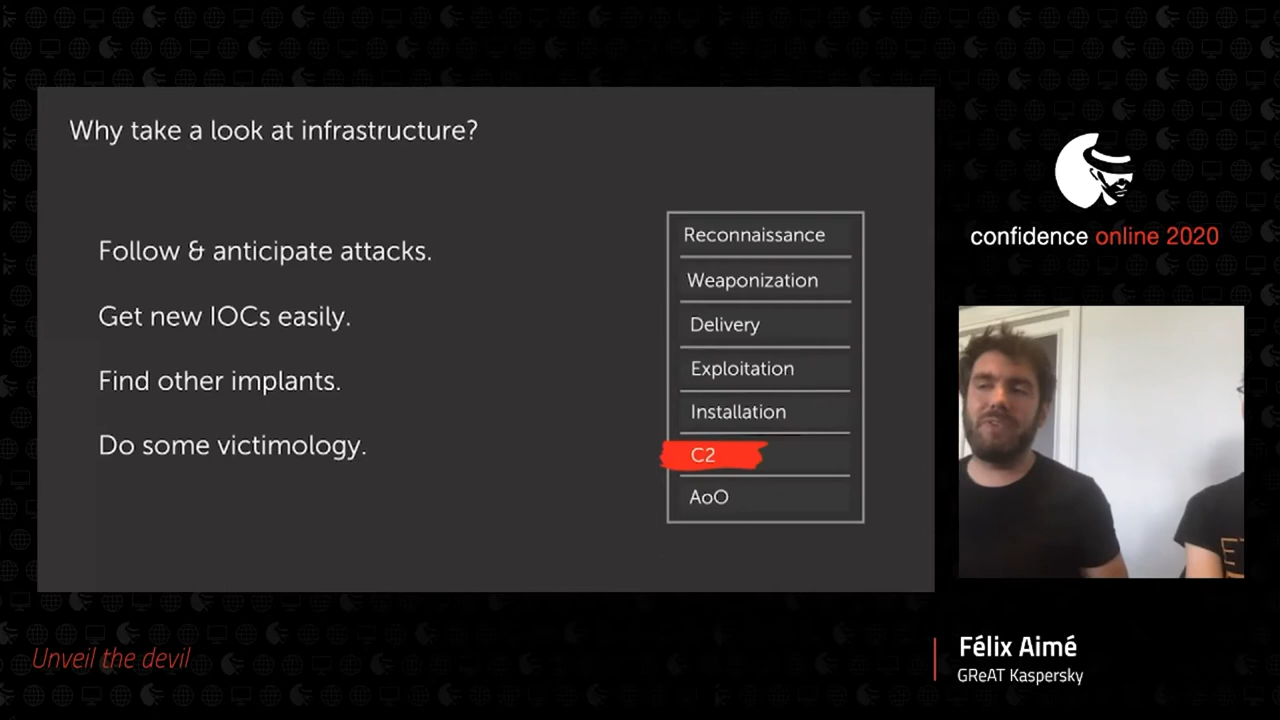 Why take a look at infrastructure?
Follow & anticipate attacks.
Get new IOCs easily.
Find other implants.
Do some victimology.
Reconnaissance
Weaponization
Delivery
Exploitation
Installation
C2
AoO
confidence online 2020
Unveil the devil
Félix Aimé
GReAT Kaspersky